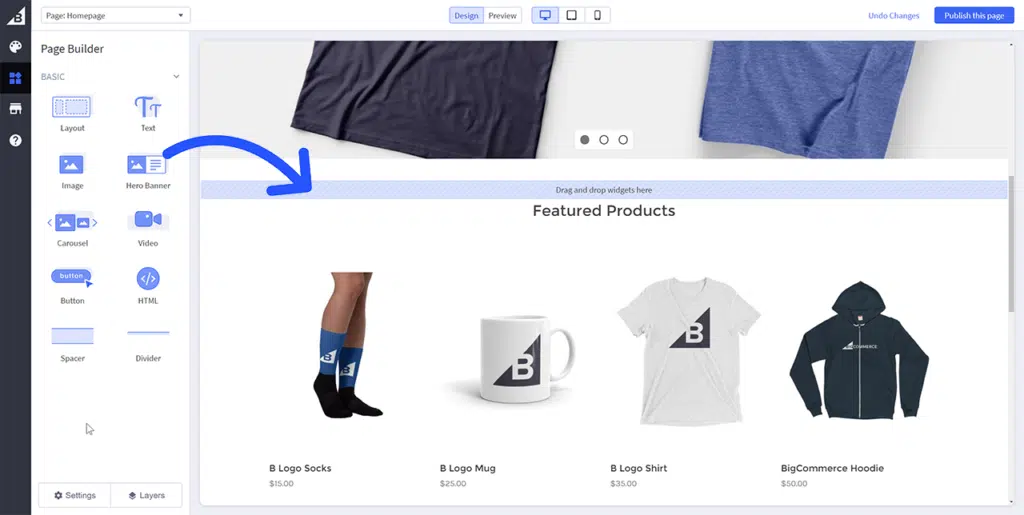 B
Page: Homepage
Design
Preview
Undo Changes
Publish this page
Page Builder
BASIC
Layout
Text
Image
Hero Banner
Carousel
Video
button
Button
HTML
Spacer
Divider
Settings
Layers
Drag and drop widgets here
Featured Products
B
B
B
B
COMMERCE
B Logo Socks
B Logo Mug
B Logo Shirt
BigCommerce Hoodie
$15.00
$25.00
$35.00
$50.00